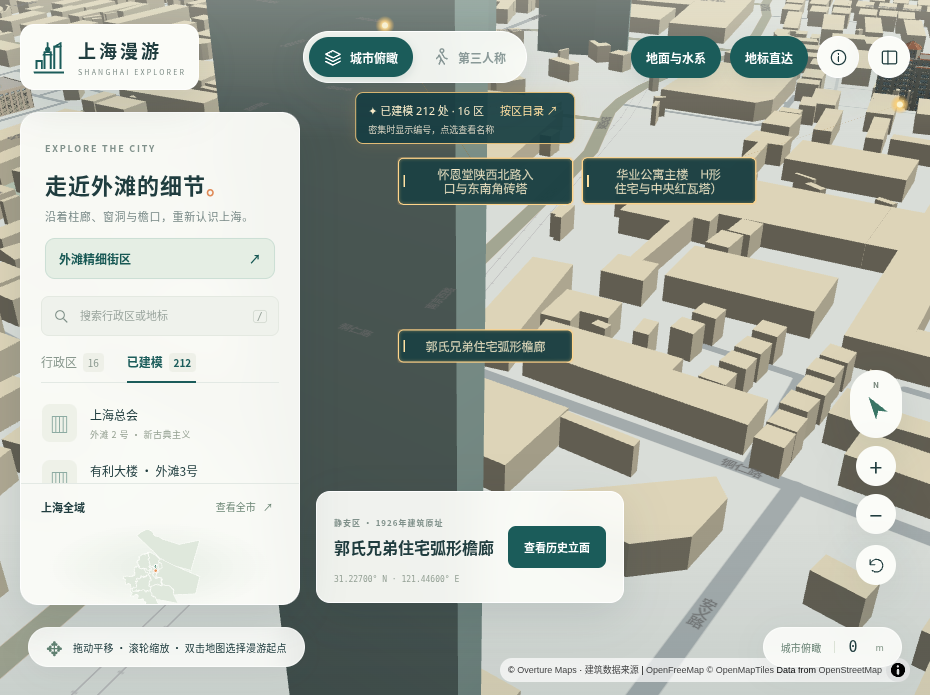 上海漫游
SHANGHAI EXPLORER
城市俯瞰
第三人称
地面与水系
地标直达
✦ 已建模 212 处 · 16 区 按区目录 ↗
密集时显示编号，点选查看名称
EXPLORE THE CITY
走近外滩的细节。
沿着柱廊、窗洞与檐口，重新认识上海。
外滩精细街区 ↗
搜索行政区或地标 /
行政区 16 已建模 212
上海总会
外滩 2 号 · 新古典主义
有利大楼 · 外滩3号
上海全域 查看全市 ↗
怀恩堂陕西北路入
口与东南角砖塔
华业公寓主楼 H形
住宅与中央红瓦塔）
郭氏兄弟住宅弧形檐廊
铜仁路
N
+
−
静安区 · 1926年建筑原址
郭氏兄弟住宅弧形檐廊
查看历史立面
31.22700° N · 121.44600° E
拖动平移 · 滚轮缩放 · 双击地图选择漫游起点
城市俯瞰 0 m
© Overture Maps · 建筑数据来源 | OpenFreeMap © OpenMapTiles Data from OpenStreetMap